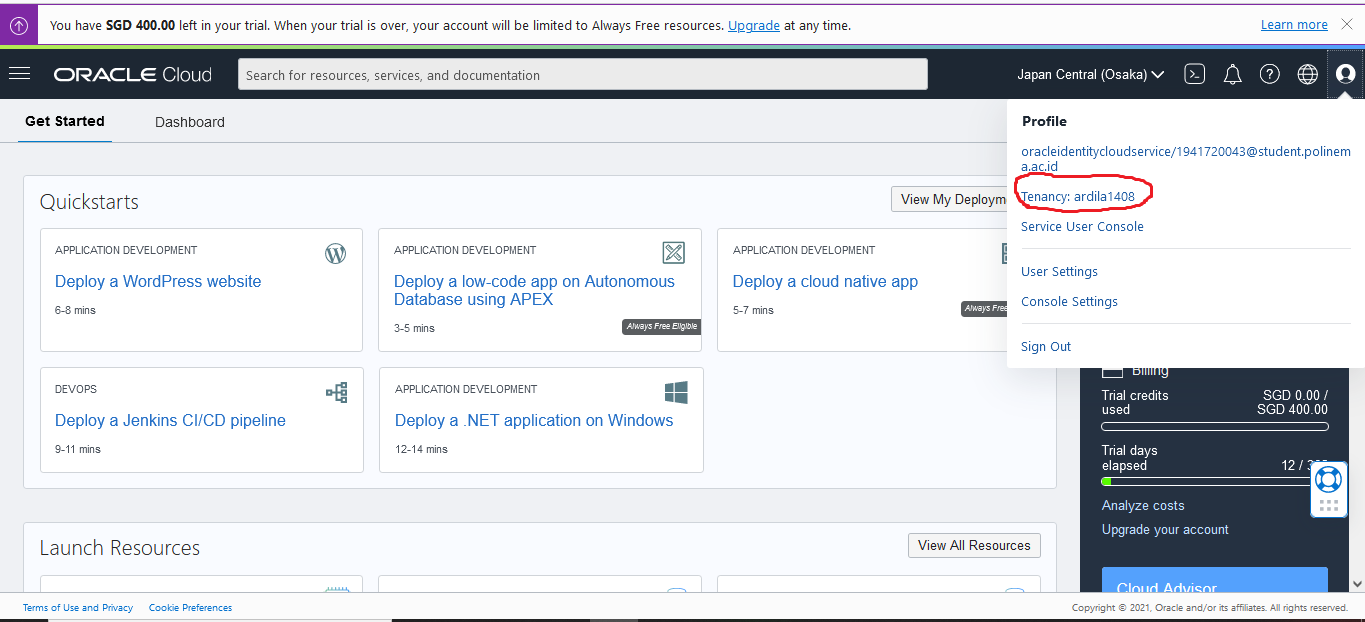 You have SGD 400.00 left in your trial. When your trial is over, your account will be limited to Always Free resources. Upgrade at any time.
Learn more
ORACLE Cloud
Search for resources, services, and documentation
Japan Central (Osaka)
Get Started
Dashboard
Profile
oracleidentitycloudservice/1941720043@student.polinem
a.ac.id
Tenancy: ardila1408
Service User Console
User Settings
Console Settings
Sign Out
Quickstarts
View My Deploym
APPLICATION DEVELOPMENT
Deploy a WordPress website
6-8 mins
APPLICATION DEVELOPMENT
Deploy a low-code app on Autonomous
Database using APEX
3-5 mins
Always Free Eligible
APPLICATION DEVELOPMENT
Deploy a cloud native app
5-7 mins
Always Free
DEVOPS
Deploy a Jenkins CI/CD pipeline
9-11 mins
APPLICATION DEVELOPMENT
Deploy a .NET application on Windows
12-14 mins
Billing
Trial credits
used
SGD 0.00 /
SGD 400.00
Trial days
elapsed
12 /
Analyze costs
Upgrade your account
Cloud Advisor
Launch Resources
View All Resources
Terms of Use and Privacy
Cookie Preferences
Copyright © 2021, Oracle and/or its affiliates. All rights reserved.